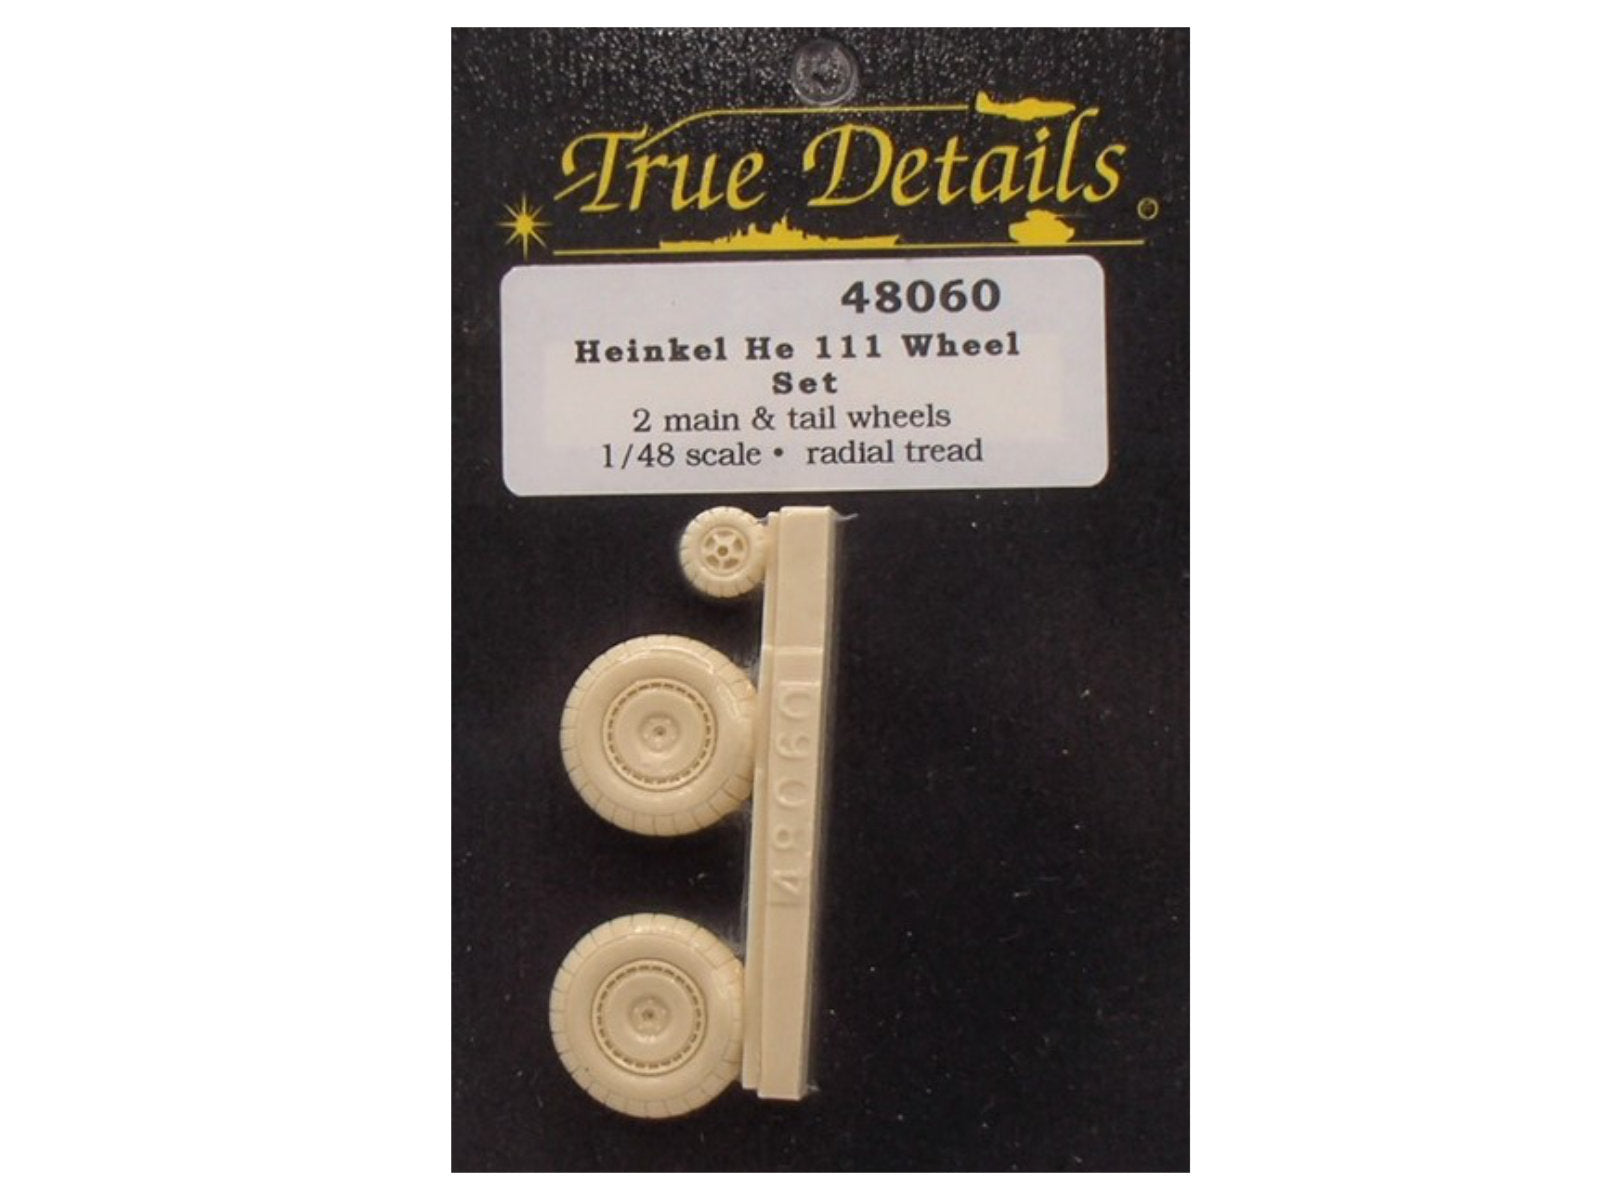 True Details
48060
Heinkel He 111 Wheel
Set
2 main & tail wheels
1/48 scale • radial tread
48060